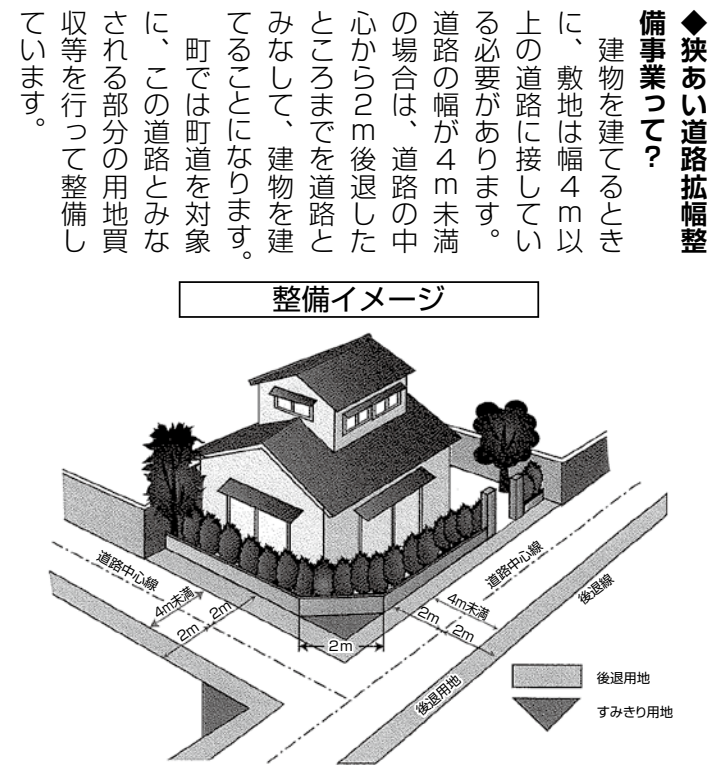 ◆狭あい道路拡幅整
備事業って？
建物を建てるとき
に、敷地は幅４ｍ以
上の道路に接してい
る必要があります。
道路の幅が４ｍ未満
の場合は、道路の中
心から２ｍ後退した
ところまでを道路と
みなして、建物を建
てることになります。
町では町道を対象
に、この道路とみな
される部分の用地買
収等を行って整備し
ています。
整備イメージ
道路中心線
4m未満
2m
2m
2m
道路中心線
4m未満
2m
2m
後退線
後退用地
後退用地
すみきり用地